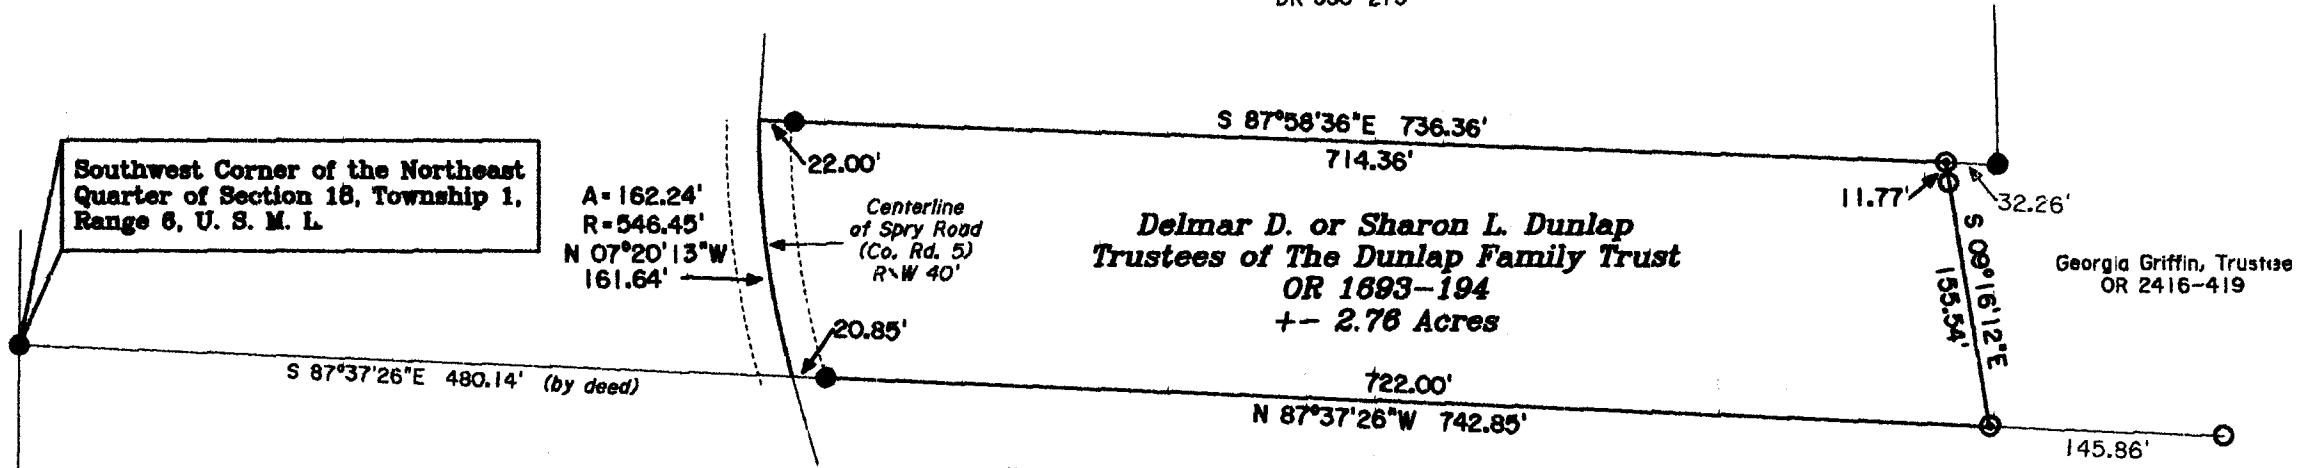 S 87°58'36"E 736.36'
714.36'
22.00'
Southwest Corner of the Northeast
Quarter of Section 18, Township 1,
Range 6, U. S. M. L.
A=162.24'
R=546.45'
N 07°20'13"W
161.64'
Centerline
of Spry Road
(Co. Rd. 5)
R\W 40'
Delmar D. or Sharon L. Dunlap
Trustees of The Dunlap Family Trust
OR 1693-194
+- 2.76 Acres
11.77'
32.26'
S 09°16'12"E
155.54'
Georgia Griffin, Trustee
OR 2416-419
20.85'
S 87°37'26"E 480.14' (by deed)
722.00'
N 87°37'26"W 742.85'
145.86'